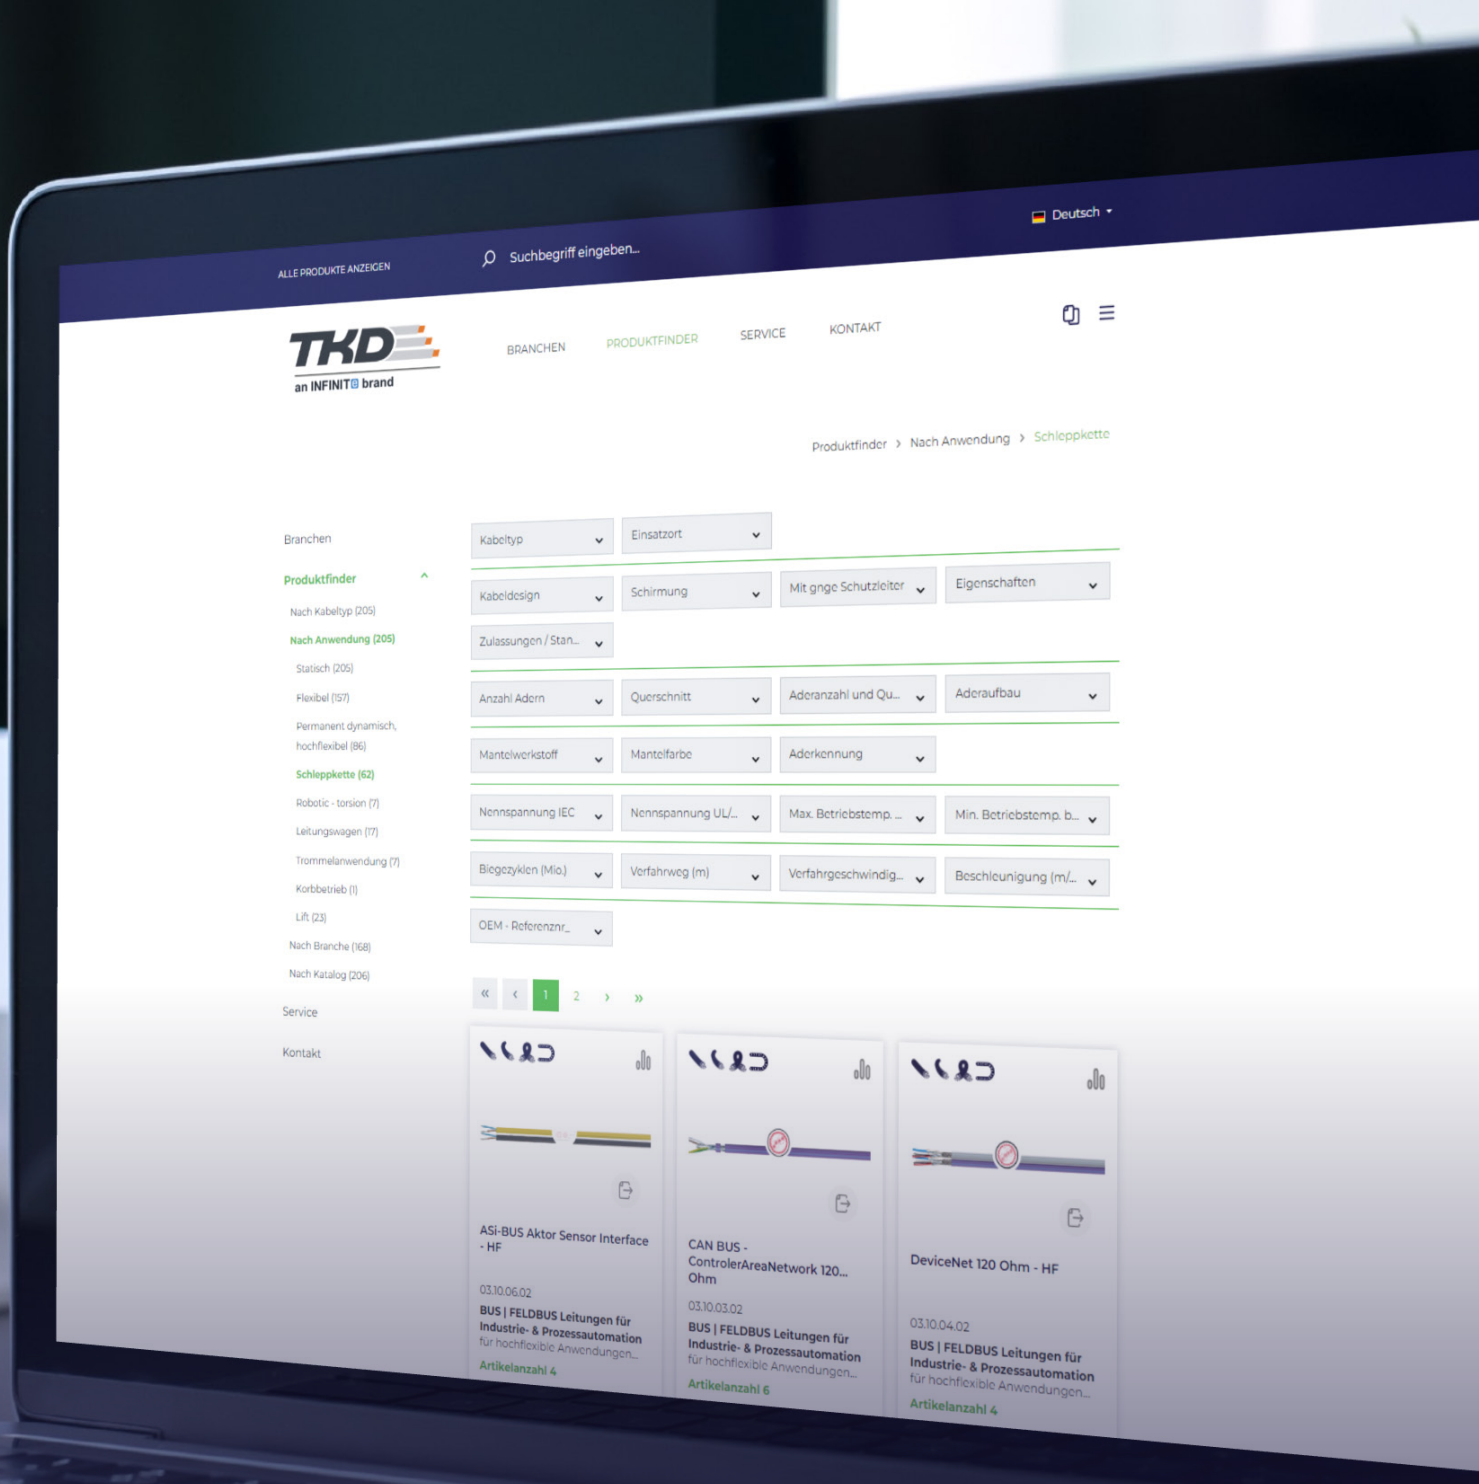 ALLE PRODUKTE ANZEIGEN
Suchbegriff eingeben...
Deutsch
TKD
an INFINITe brand
BRANCHEN
PRODUKTFINDER
SERVICE
KONTAKT
Produktfinder > Nach Anwendung > Schleppkette
Branchen
Produktfinder
Nach Kabeltyp (205)
Nach Anwendung (205)
Statisch (205)
Flexibel (157)
Permanent dynamisch,
hochflexibel (86)
Schleppkette (62)
Robotic - torsion (7)
Leitungswagen (17)
Trommelanwendung (7)
Korbbetrieb (1)
Lift (23)
Nach Branche (168)
Nach Katalog (206)
Service
Kontakt
Kabeltyp
Einsatzort
Kabeldesign
Schirmung
Mit gnge Schutzleiter
Eigenschaften
Zulassungen / Stan...
Anzahl Adern
Querschnitt
Aderanzahl und Qu...
Aderaufbau
Mantelwerkstoff
Mantelfarbe
Aderkennung
Nennspannung IEC
Nennspannung UL/...
Max. Betriebstemp. ...
Min. Betriebstemp. b...
Biegezyklen (Mio.)
Verfahrweg (m)
Verfahrgeschwindig...
Beschleunigung (m/...
OEM - Referenznr...
« ‹ 1 2 › »
ASi-BUS Aktor Sensor Interface
- HF
03.10.06.02
BUS | FELDBUS Leitungen für
Industrie- & Prozessautomation
für hochflexible Anwendungen...
Artikelanzahl 4
CAN BUS -
ControlerAreaNetwork 120...
Ohm
03.10.03.02
BUS | FELDBUS Leitungen für
Industrie- & Prozessautomation
für hochflexible Anwendungen...
Artikelanzahl 6
DeviceNet 120 Ohm - HF
03.10.04.02
BUS | FELDBUS Leitungen für
Industrie- & Prozessautomation
für hochflexible Anwendungen...
Artikelanzahl 4